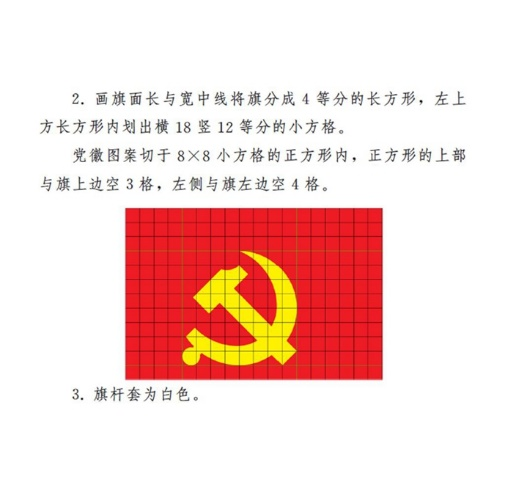 2. 画旗面长与宽中线将旗分成 4 等分的长方形，左上
方长方形内划出横 18 竖 12 等分的小方格。
党徽图案切于 8×8 小方格的正方形内，正方形的上部
与旗上边空 3 格，左侧与旗左边空 4 格。
3. 旗杆套为白色。